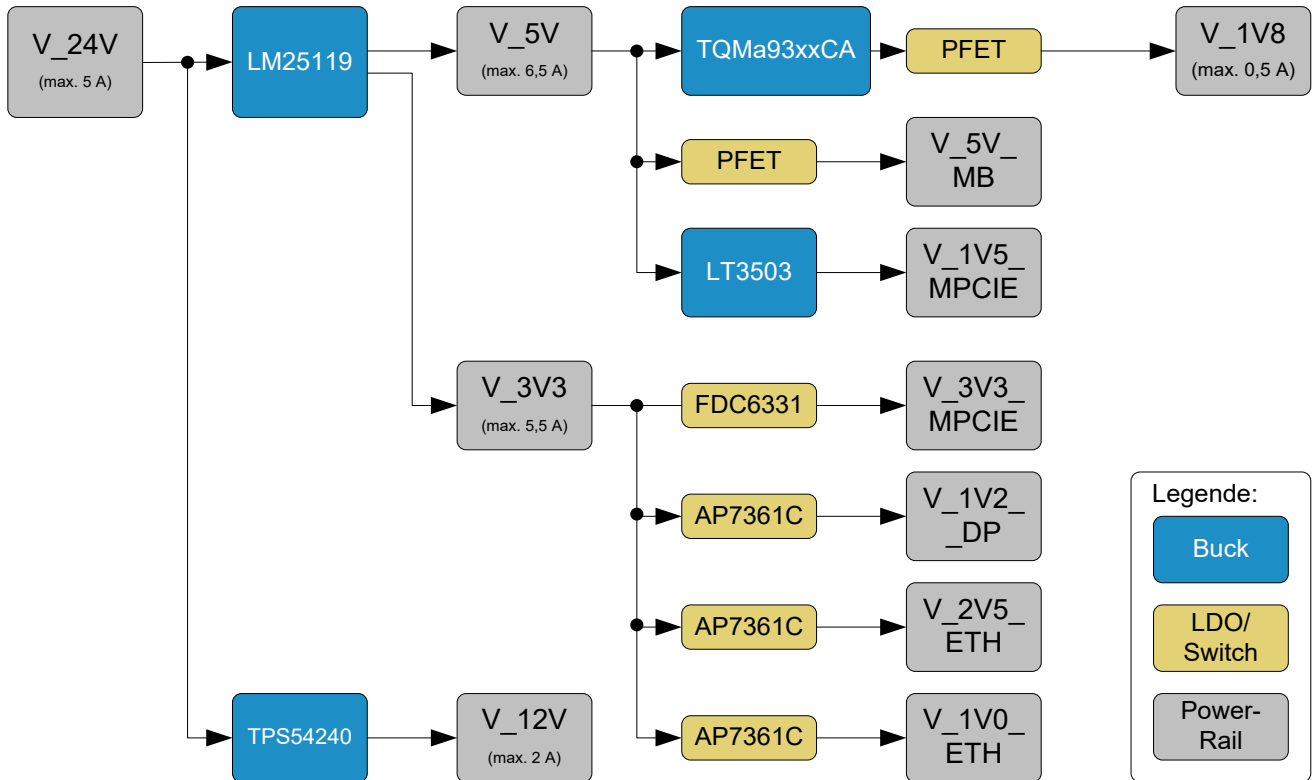 V_24V
(max. 5 A)
LM25119
V_5V
(max. 6,5 A)
TQMa93xxCA
PFET
V_1V8
(max. 0,5 A)
PFET
V_5V_
MB
LT3503
V_1V5_
MPCIE
V_3V3
(max. 5,5 A)
FDC6331
V_3V3_
MPCIE
AP7361C
V_1V2_
_DP
AP7361C
V_2V5_
ETH
TPS54240
V_12V
(max. 2 A)
AP7361C
V_1V0_
ETH
Legende:
Buck
LDO/
Switch
Power-
Rail